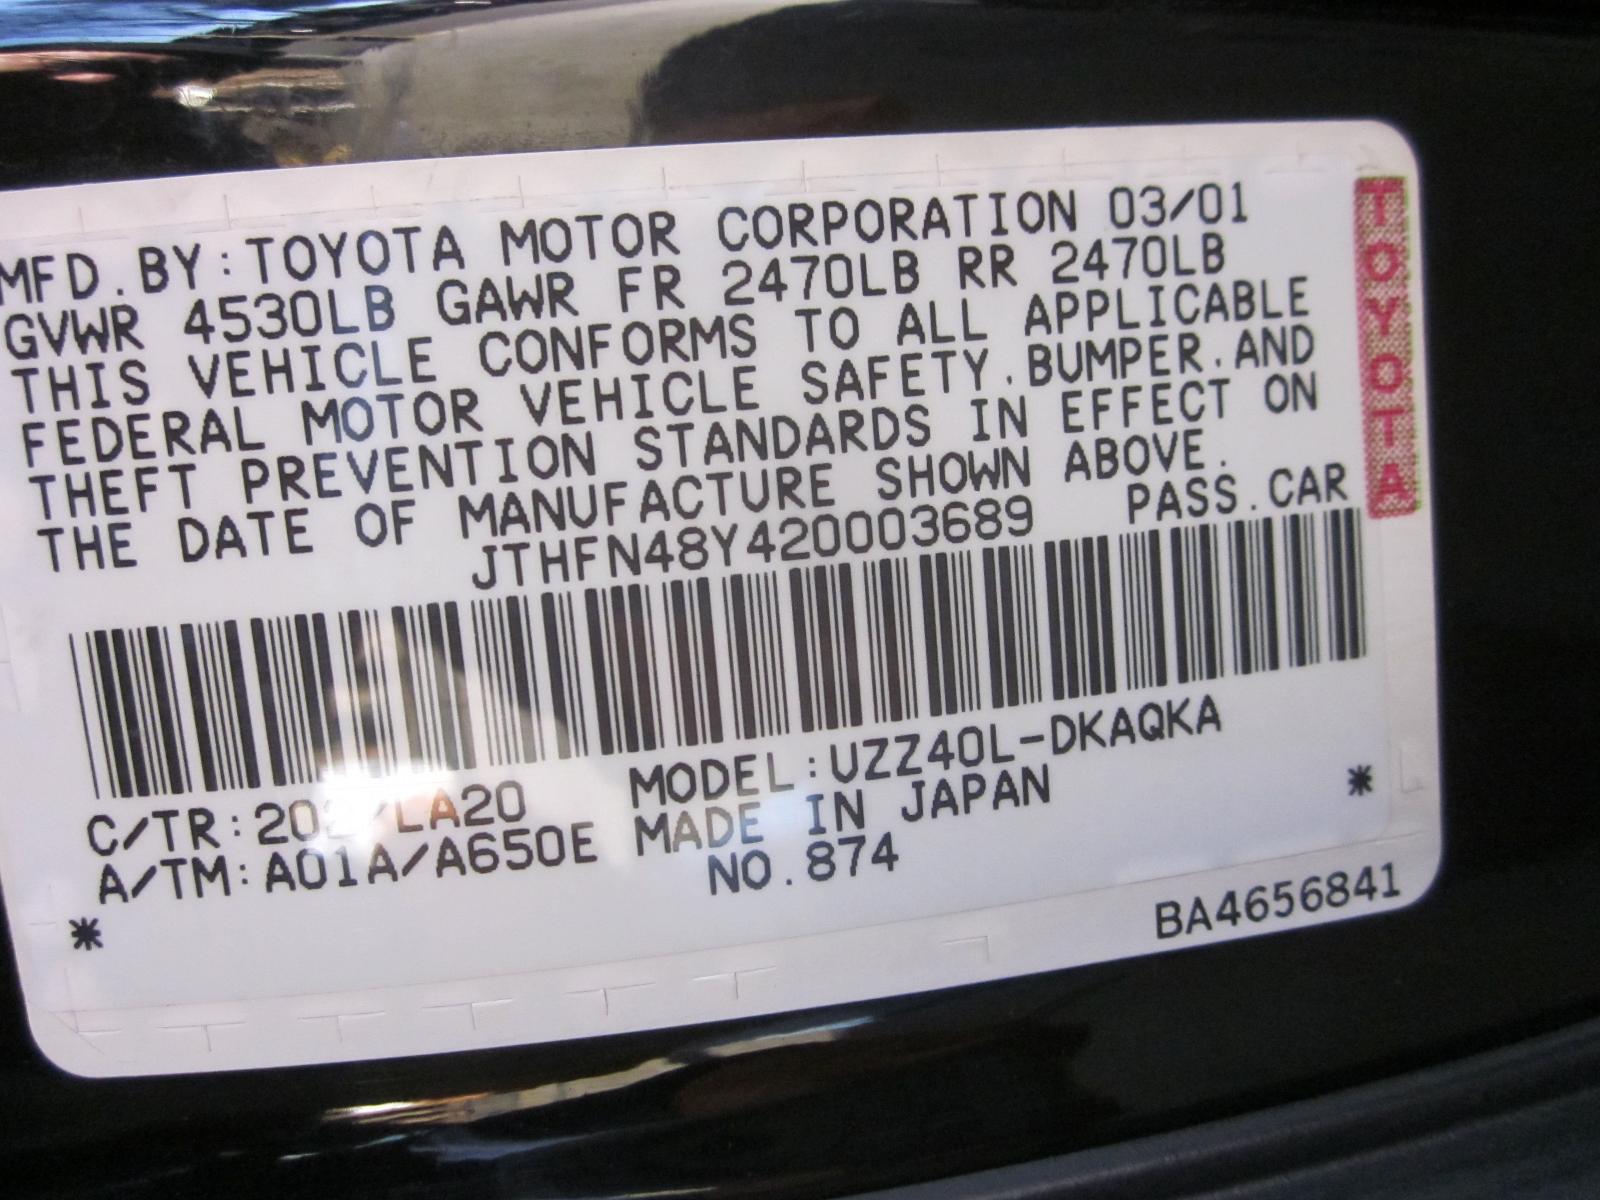 MFD.BY:TOYOTA MOTOR CORPORATION 03/01
GVWR 4530LB GAWR FR 2470LB RR 2470LB
THIS VEHICLE CONFORMS TO ALL APPLICABLE
FEDERAL MOTOR VEHICLE SAFETY.BUMPER.AND
THEFT PREVENTION STANDARDS IN EFFECT ON
THE DATE OF MANUFACTURE SHOWN ABOVE.
JTHFN48Y420003689 PASS.CAR
C/TR: /LA20 MODEL:UZZ40L-DKAQKA
A/TM:A01A/A650E MADE IN JAPAN
NO.874
BA4656841
TOYOTA